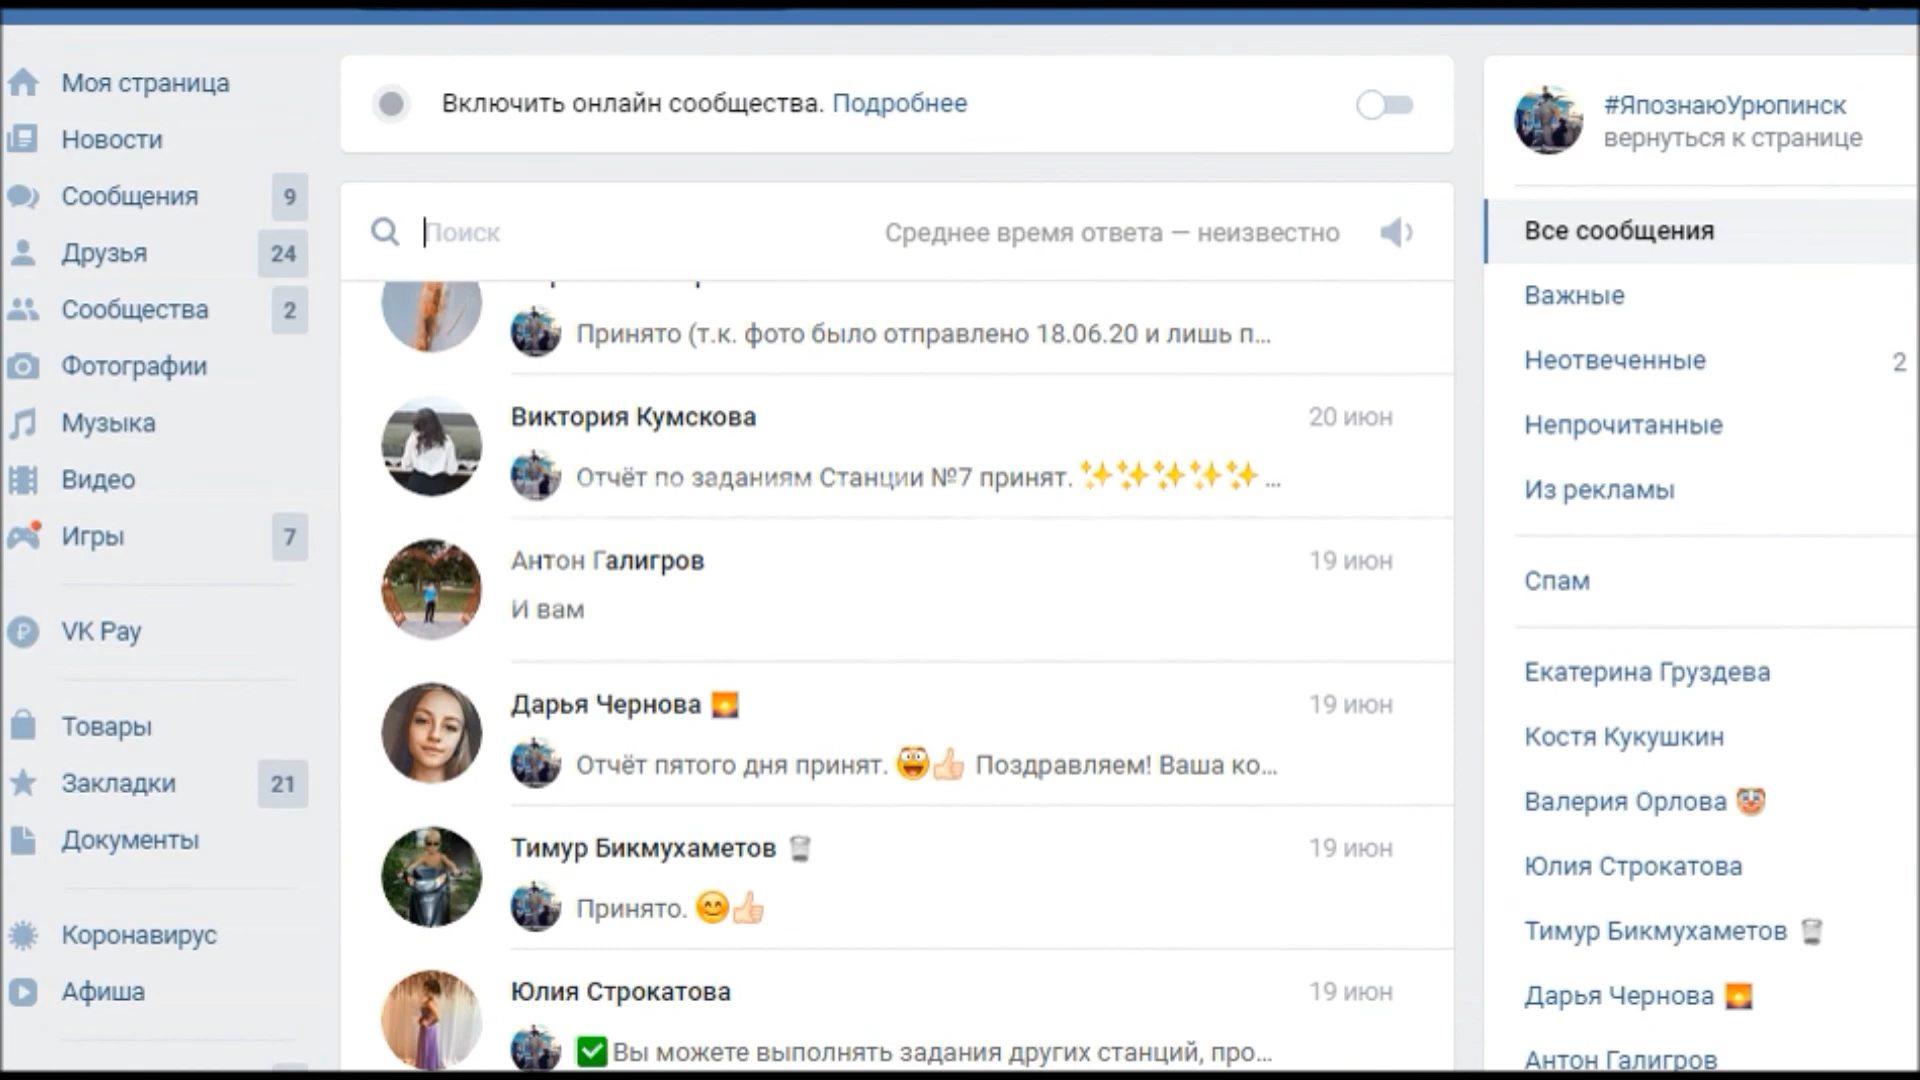 Моя страница
Новости
Сообщения 9
Друзья 24
Сообщества 2
Фотографии
Музыка
Видео
Игры 7
VK Pay
Товары
Закладки 21
Документы
Коронавирус
Афиша
Включить онлайн сообщества. Подробнее
Поиск
Среднее время ответа — неизвестно
Принято (т.к. фото было отправлено 18.06.20 и лишь п...
Виктория Кумскова 20 июн
Отчёт по заданиям Станции №7 принят. ✨✨✨✨✨ ...
Антон Галигров 19 июн
И вам
Дарья Чернова 🌅 19 июн
Отчёт пятого дня принят. 😀👍 Поздравляем! Ваша ко...
Тимур Бикмухаметов 🗑 19 июн
Принято. 😊👍
Юлия Строкатова 19 июн
✅Вы можете выполнять задания других станций, про...
#ЯпознаюУрюпинск
вернуться к странице
Все сообщения
Важные
Неотвеченные 2
Непрочитанные
Из рекламы
Спам
Екатерина Груздева
Костя Кукушкин
Валерия Орлова 🤡
Юлия Строкатова
Тимур Бикмухаметов 🗑
Дарья Чернова 🌅
Антон Галигров